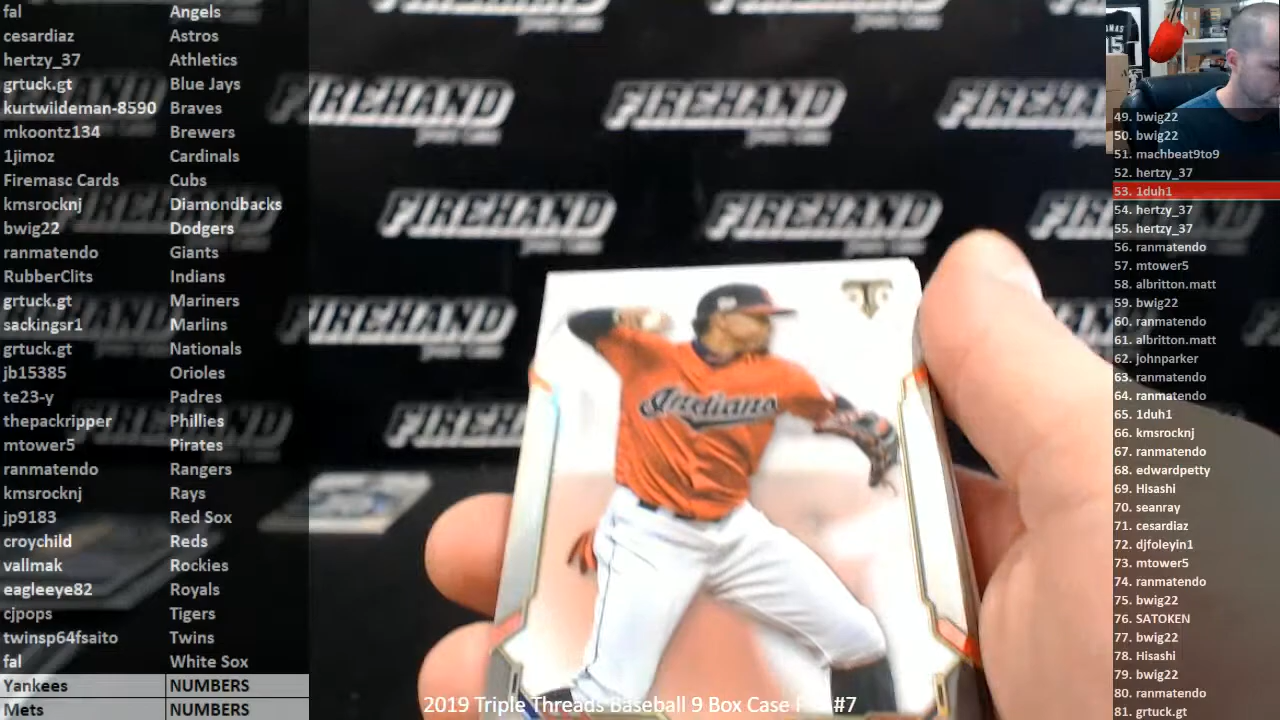 fal Angels
cesardiaz Astros
hertzy_37 Athletics
grtuck.gt Blue Jays
kurtwildeman-8590 Braves
mkoontz134 Brewers
1jimoz Cardinals
Firemasc Cards Cubs
kmsrocknj Diamondbacks
bwig22 Dodgers
ranmatendo Giants
RubberClits Indians
grtuck.gt Mariners
sackingsr1 Marlins
grtuck.gt Nationals
jb15385 Orioles
te23-y Padres
thepackripper Phillies
mtower5 Pirates
ranmatendo Rangers
kmsrocknj Rays
jp9183 Red Sox
croychild Reds
vallmak Rockies
eagleeye82 Royals
cjpops Tigers
twinsp64fsaito Twins
fal White Sox
Yankees NUMBERS
Mets NUMBERS
FIREHAND
FIREHAND
FIREHAND
FIREHAND
FIREHAND
FIREHAND
FIREHAND
FIREHAND
Indians
2019 Triple Threads Baseball 9 Box Case #7
15
49. bwig22
50. bwig22
51. machbeat9to9
52. hertzy_37
53. 1duh1
54. hertzy_37
55. hertzy_37
56. ranmatendo
57. mtower5
58. albritton.matt
59. bwig22
60. ranmatendo
61. albritton.matt
62. johnparker
63. ranmatendo
64. ranmatendo
65. 1duh1
66. kmsrocknj
67. ranmatendo
68. edwardpetty
69. Hisashi
70. seanray
71. cesardiaz
72. djfoleyin1
73. mtower5
74. ranmatendo
75. bwig22
76. SATOKEN
77. bwig22
78. Hisashi
79. bwig22
80. ranmatendo
81. grtuck.gt